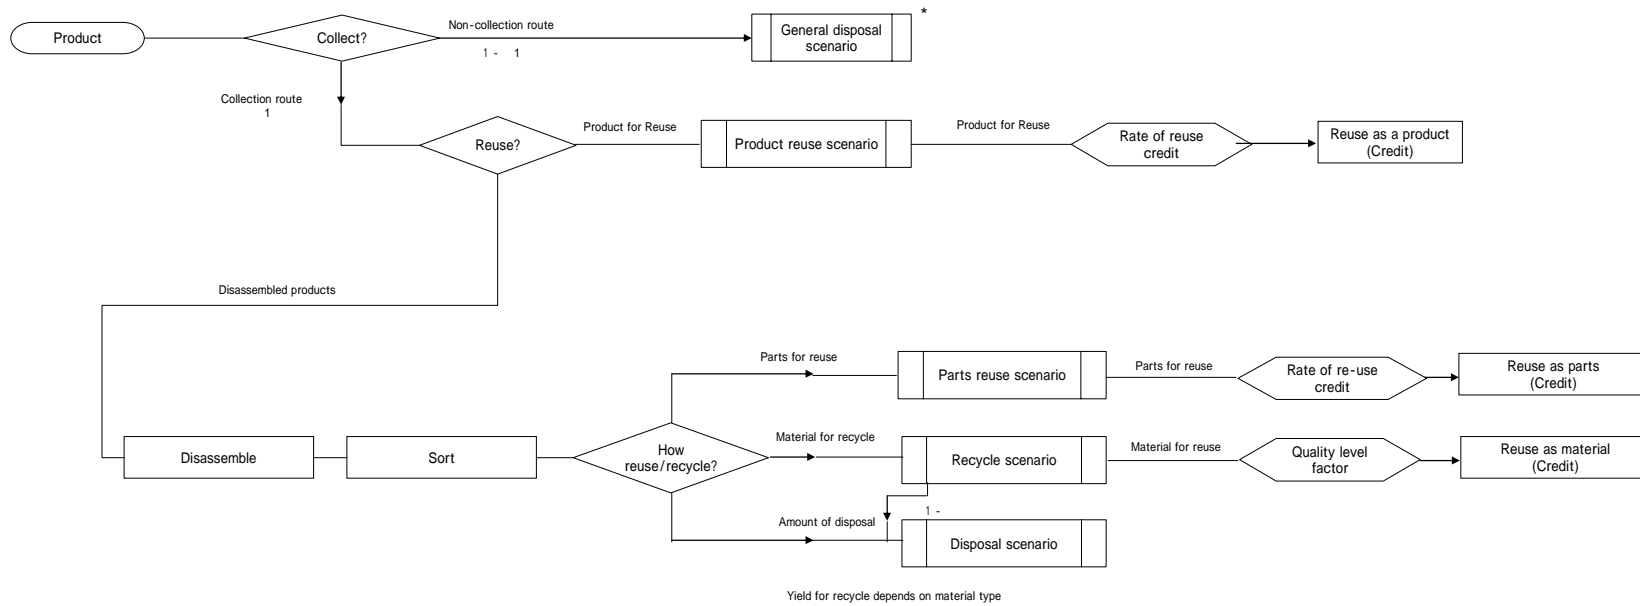 *
Non-collection route
Product
Collect?
General disposal
scenario
1 - 1
Collection route
1
Product for Reuse
Product for Reuse
Reuse?
Product reuse scenario
Rate of reuse
credit
Reuse as a product
(Credit)
Disassembled products
Parts for reuse
Parts reuse scenario
Parts for reuse
Rate of re-use
credit
Reuse as parts
(Credit)
Disassemble
Sort
How
reuse/recycle?
Material for recycle
Recycle scenario
Material for reuse
Quality level
factor
Reuse as material
(Credit)
1 -
Amount of disposal
Disposal scenario
Yield for recycle depends on material type